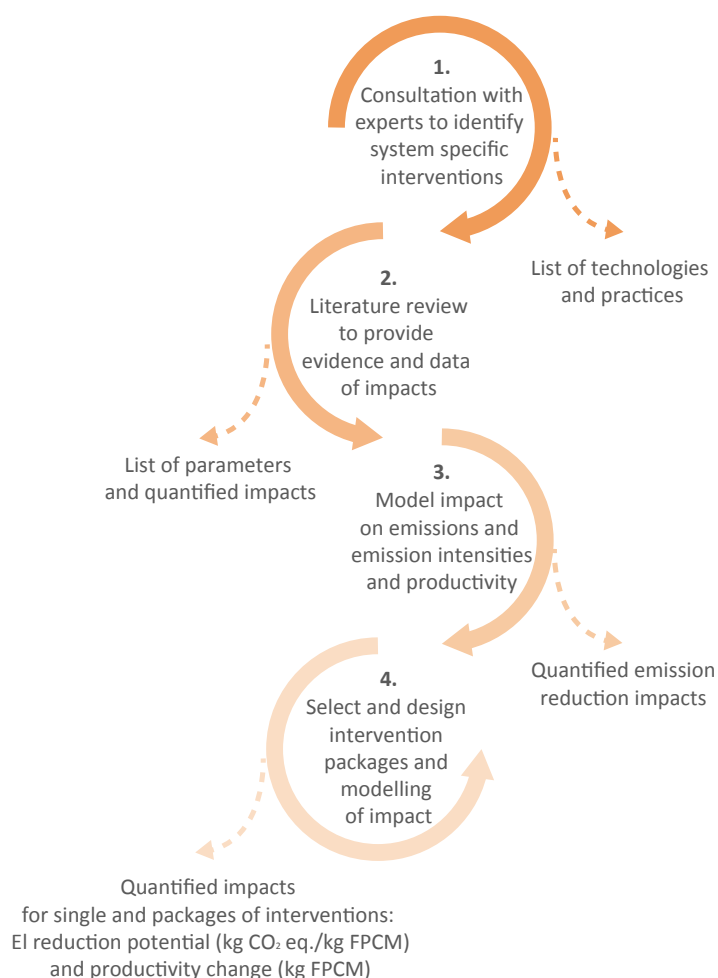 1.
Consultation with
experts to identify
system specific
interventions
List of technologies
and practices
2.
Literature review
to provide
evidence and data
of impacts
List of parameters
and quantified impacts
3.
Model impact
on emissions and
emission intensities
and productivity
Quantified emission
reduction impacts
4.
Select and design
intervention
packages and
modelling
of impact
Quantified impacts
for single and packages of interventions:
EI reduction potential (kg CO₂ eq./kg FPCM)
and productivity change (kg FPCM)